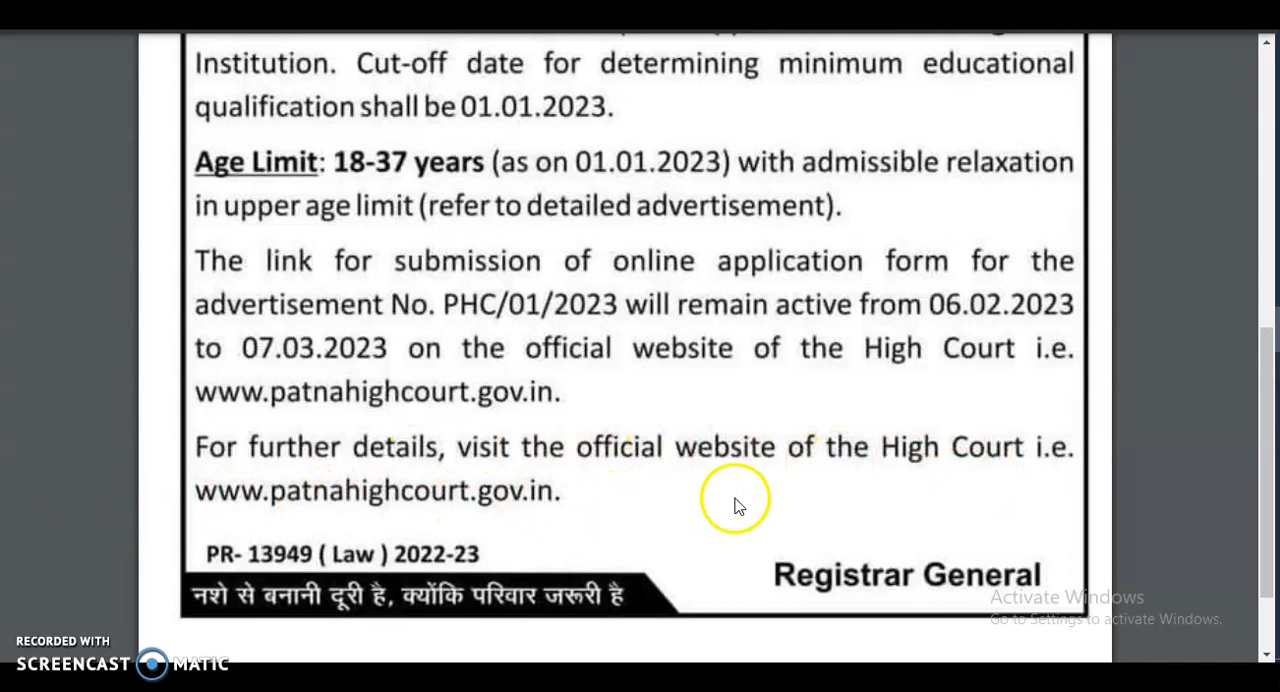 Institution. Cut-off date for determining minimum educational
qualification shall be 01.01.2023.
Age Limit: 18-37 years (as on 01.01.2023) with admissible relaxation
in upper age limit (refer to detailed advertisement).
The link for submission of online application form for the
advertisement No. PHC/01/2023 will remain active from 06.02.2023
to 07.03.2023 on the official website of the High Court i.e.
www.patnahighcourt.gov.in.
For further details, visit the official website of the High Court i.e.
www.patnahighcourt.gov.in.
PR- 13949 ( Law ) 2022-23
Registrar General
नशे से बनानी दूरी है, क्योंकि परिवार जरूरी है
Activate Windows
Go to Settings to activate Windows.
RECORDED WITH
SCREENCAST MATIC